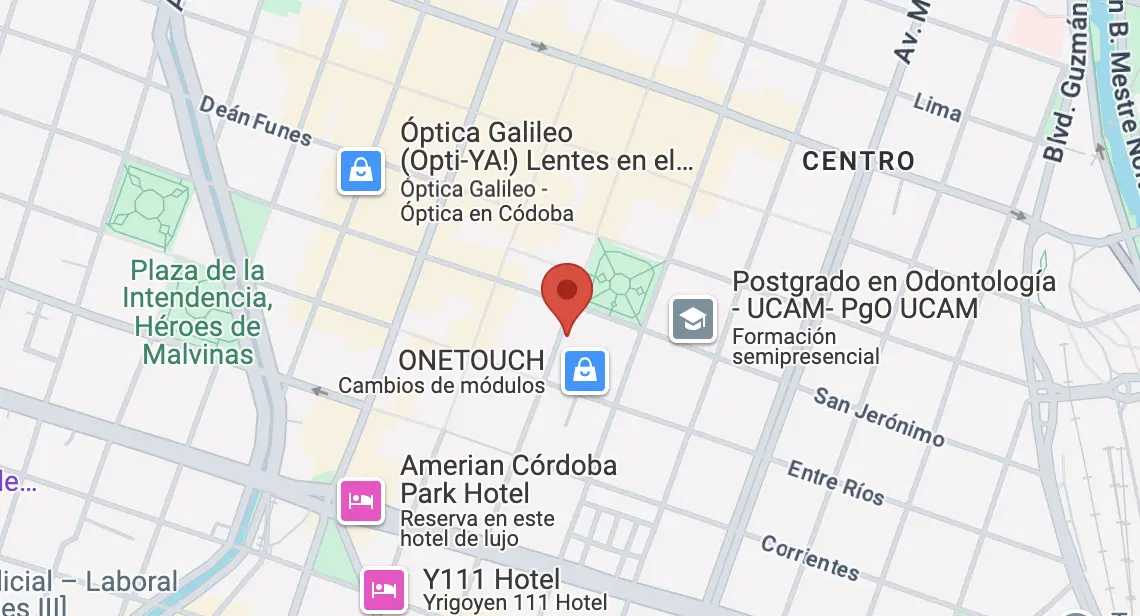 Deán Funes
Av. M
Blvd. Guzmán
n B. Mestre No
Lima
CENTRO
Óptica Galileo
(Opti-YA!) Lentes en el...
Òptica Galileo -
Óptica en Códoba
Plaza de la
Intendencia,
Héroes de
Malvinas
Postgrado en Odontología
- UCAM- PgO UCAM
Formación
semipresencial
ONETOUCH
Cambios de módulos
San Jerónimo
Entre Ríos
Corrientes
le...
Amerian Córdoba
Park Hotel
Reserva en este
hotel de lujo
licial – Laboral
es III]
Y111 Hotel
Yrigoyen 111 Hotel